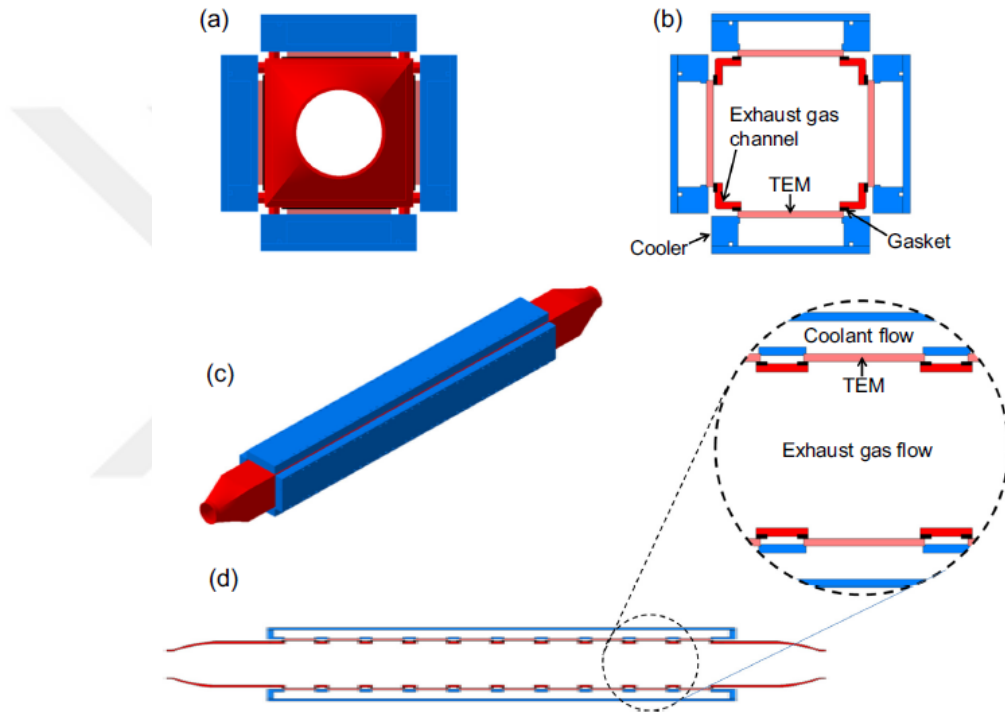 (a)
(b)
Exhaust gas
channel
TEM
Cooler
Gasket
(c)
Coolant flow
TEM
Exhaust gas flow
(d)